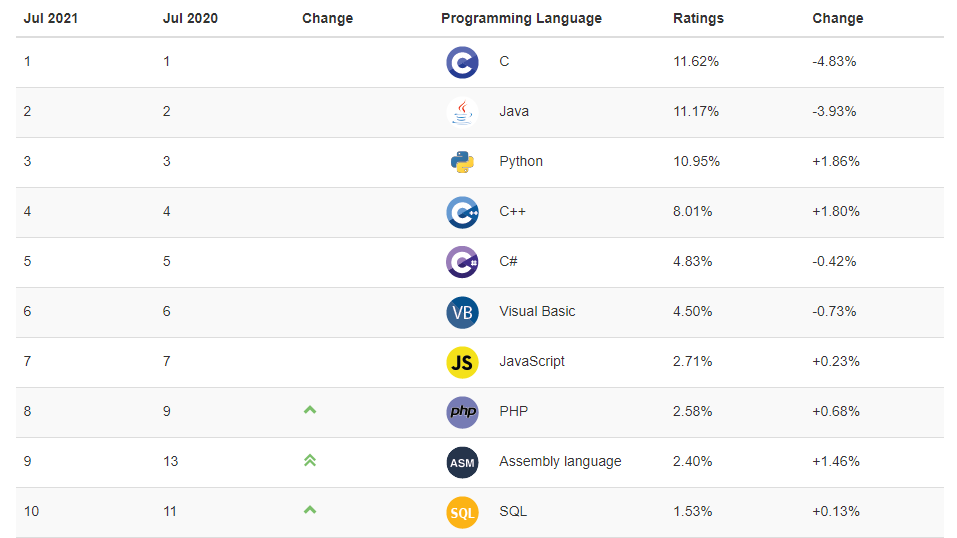 Jul 2021 Jul 2020 Change Programming Language Ratings Change
1 1 C 11.62% -4.83%
2 2 Java 11.17% -3.93%
3 3 Python 10.95% +1.86%
4 4 C++ 8.01% +1.80%
5 5 C# 4.83% -0.42%
6 6 VB Visual Basic 4.50% -0.73%
7 7 JS JavaScript 2.71% +0.23%
8 9 php PHP 2.58% +0.68%
9 13 ASM Assembly language 2.40% +1.46%
10 11 SQL SQL 1.53% +0.13%